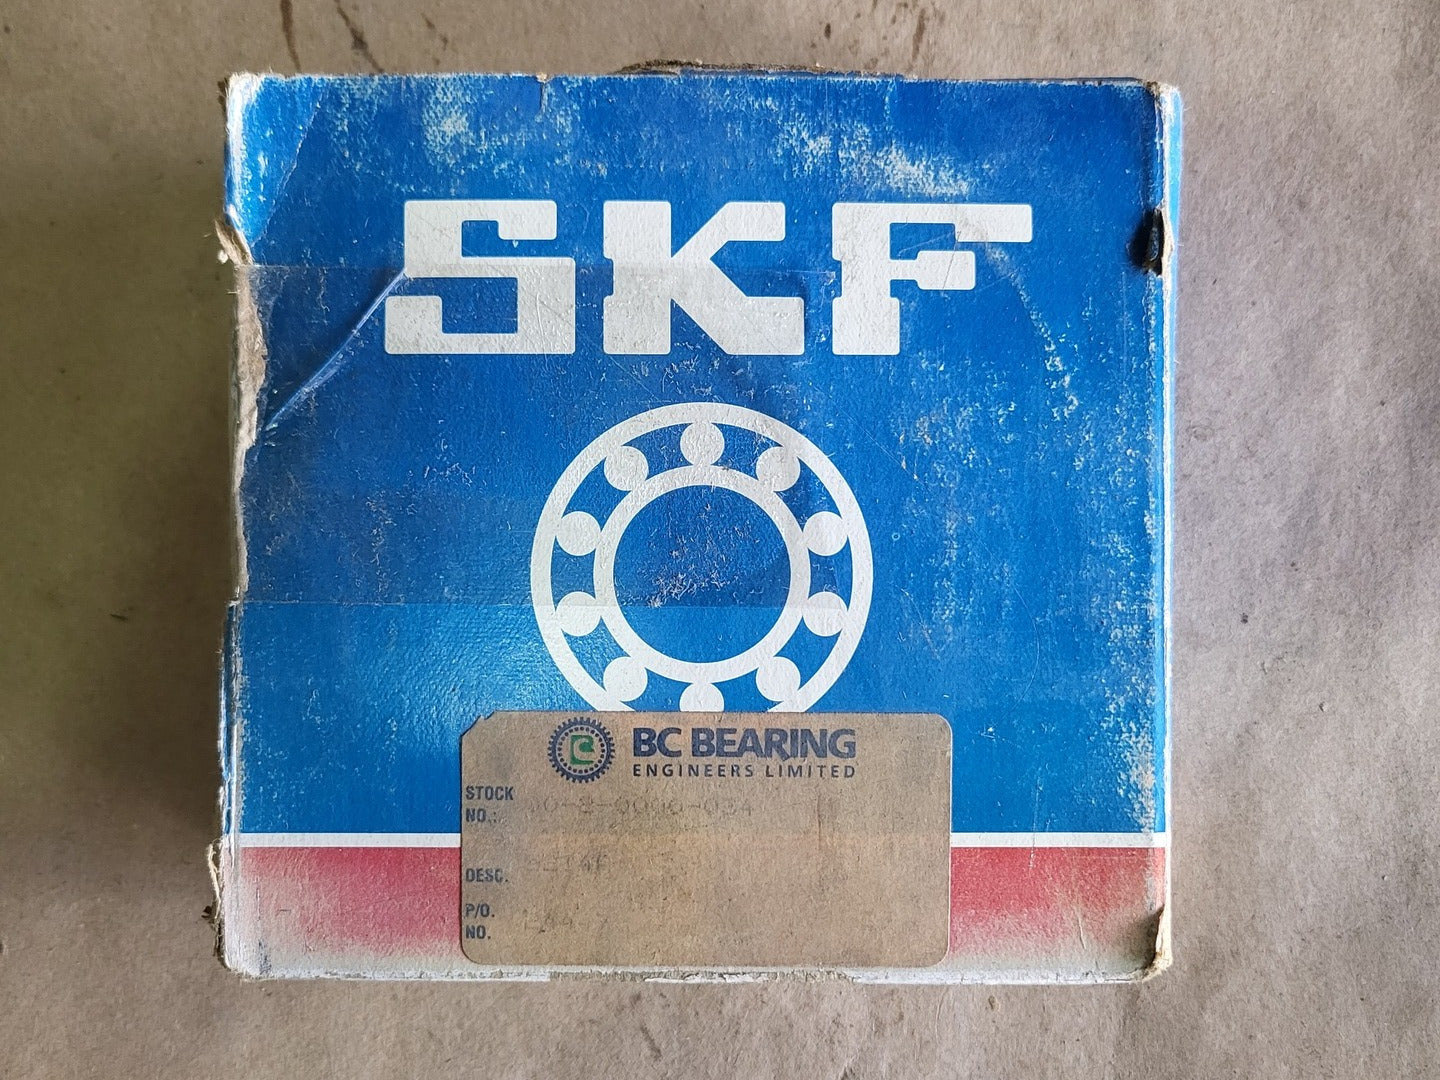 SKF
BC BEARING
ENGINEERS LIMITED
STOCK
NO.:
DESC.
P/O.
NO.